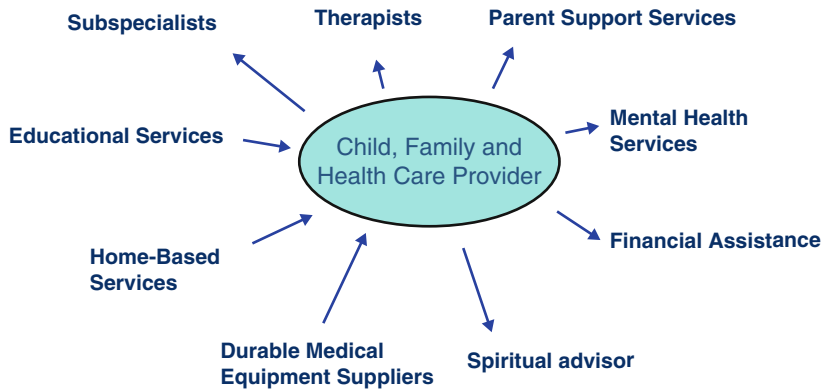 Subspecialists
Therapists
Parent Support Services
Educational Services
Child, Family and
Health Care Provider
Mental Health
Services
Home-Based
Services
Financial Assistance
Durable Medical
Equipment Suppliers
Spiritual advisor